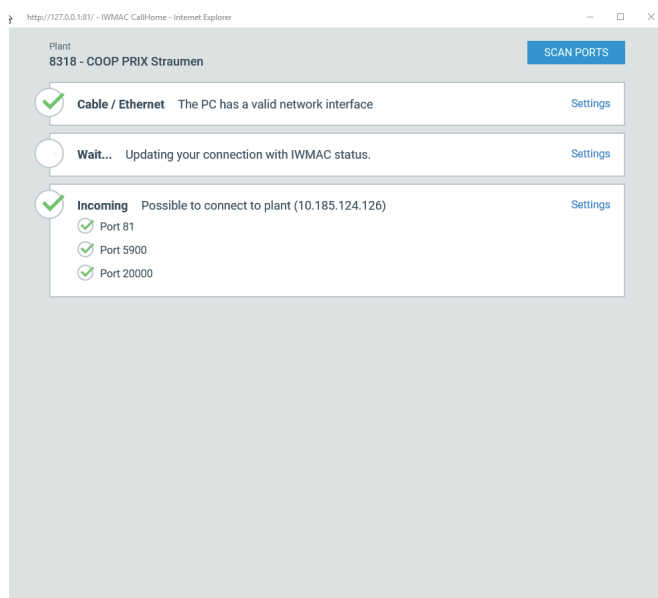 http://127.0.0.1:81/ - IWMAC CallHome - Internet Explorer
Plant
8318 - COOP PRIX Straumen
SCAN PORTS
Cable / Ethernet The PC has a valid network interface Settings
Wait... Updating your connection with IWMAC status. Settings
Incoming Possible to connect to plant (10.185.124.126) Settings
Port 81
Port 5900
Port 20000